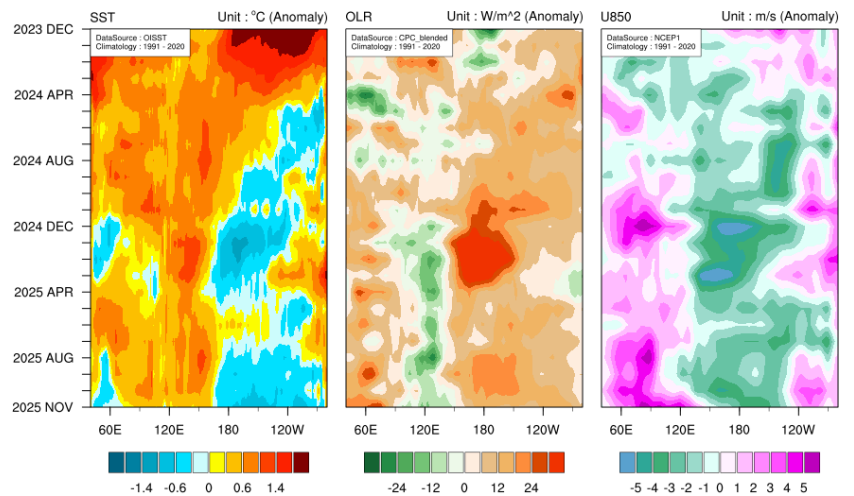 SST Unit : °C (Anomaly)
DataSource : OISST
Climatology : 1991 - 2020
2023 DEC
2024 APR
2024 AUG
2024 DEC
2025 APR
2025 AUG
2025 NOV
60E 120E 180 120W
-1.4 -0.6 0 0.6 1.4
OLR Unit : W/m^2 (Anomaly)
DataSource : CPC_blended
Climatology : 1991 - 2020
60E 120E 180 120W
-24 -12 0 12 24
U850 Unit : m/s (Anomaly)
DataSource : NCEP1
Climatology : 1991 - 2020
60E 120E 180 120W
-5 -4 -3 -2 -1 0 1 2 3 4 5